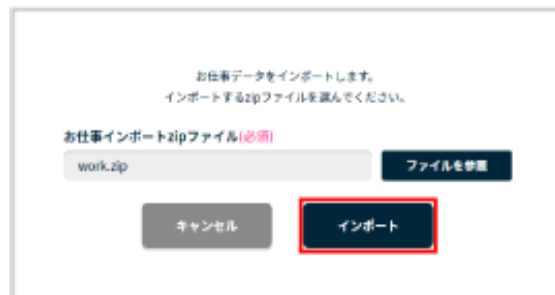 お仕事データをインポートします。
インポートするzipファイルを選んでください。
お仕事インポートzipファイル(必須)
work.zip
ファイルを参照
キャンセル
インポート